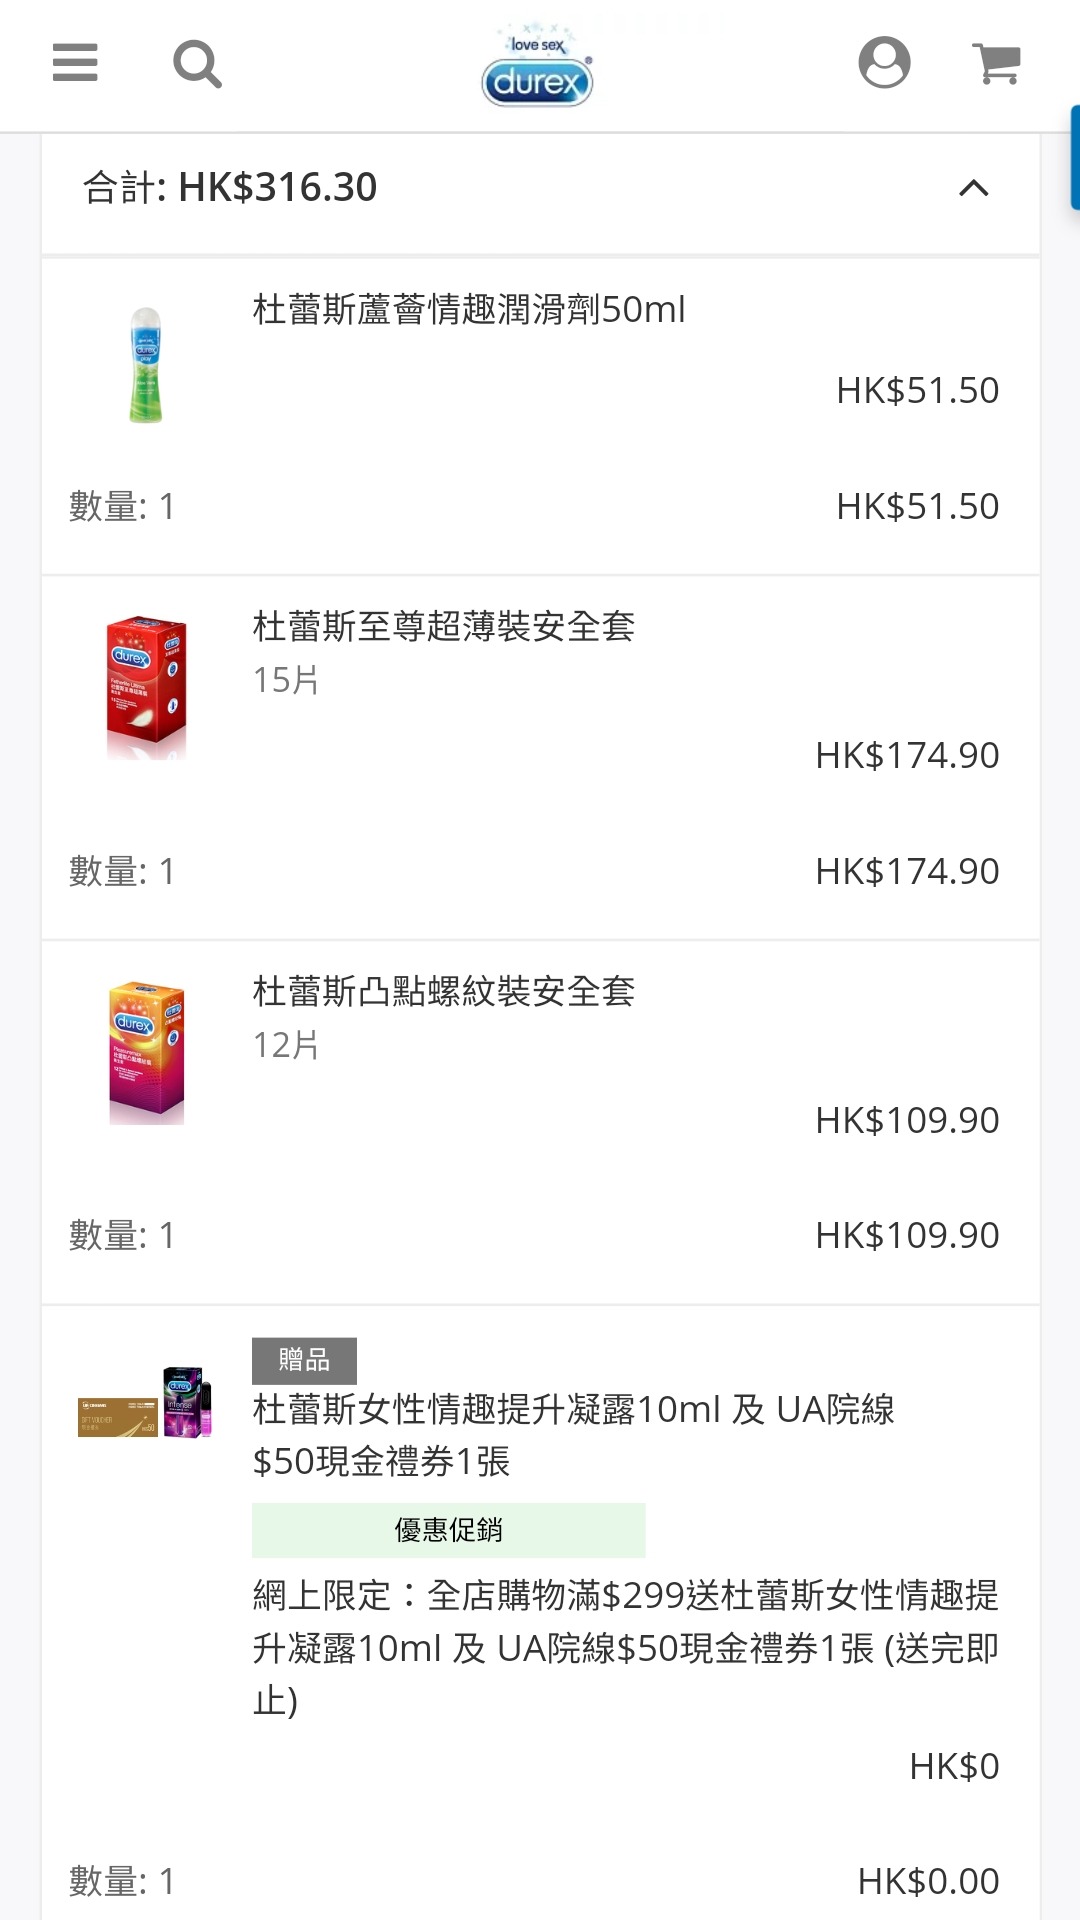 love sex
durex®
合計: HK$316.30
杜蕾斯蘆薈情趣潤滑劑50ml
HK$51.50
數量: 1
HK$51.50
杜蕾斯至尊超薄裝安全套
15片
HK$174.90
數量: 1
HK$174.90
杜蕾斯凸點螺紋裝安全套
12片
HK$109.90
數量: 1
HK$109.90
贈品
杜蕾斯女性情趣提升凝露10ml 及 UA院線
$50現金禮券1張
優惠促銷
網上限定：全店購物滿$299送杜蕾斯女性情趣提
升凝露10ml 及 UA院線$50現金禮券1張 (送完即
止)
HK$0
數量: 1
HK$0.00